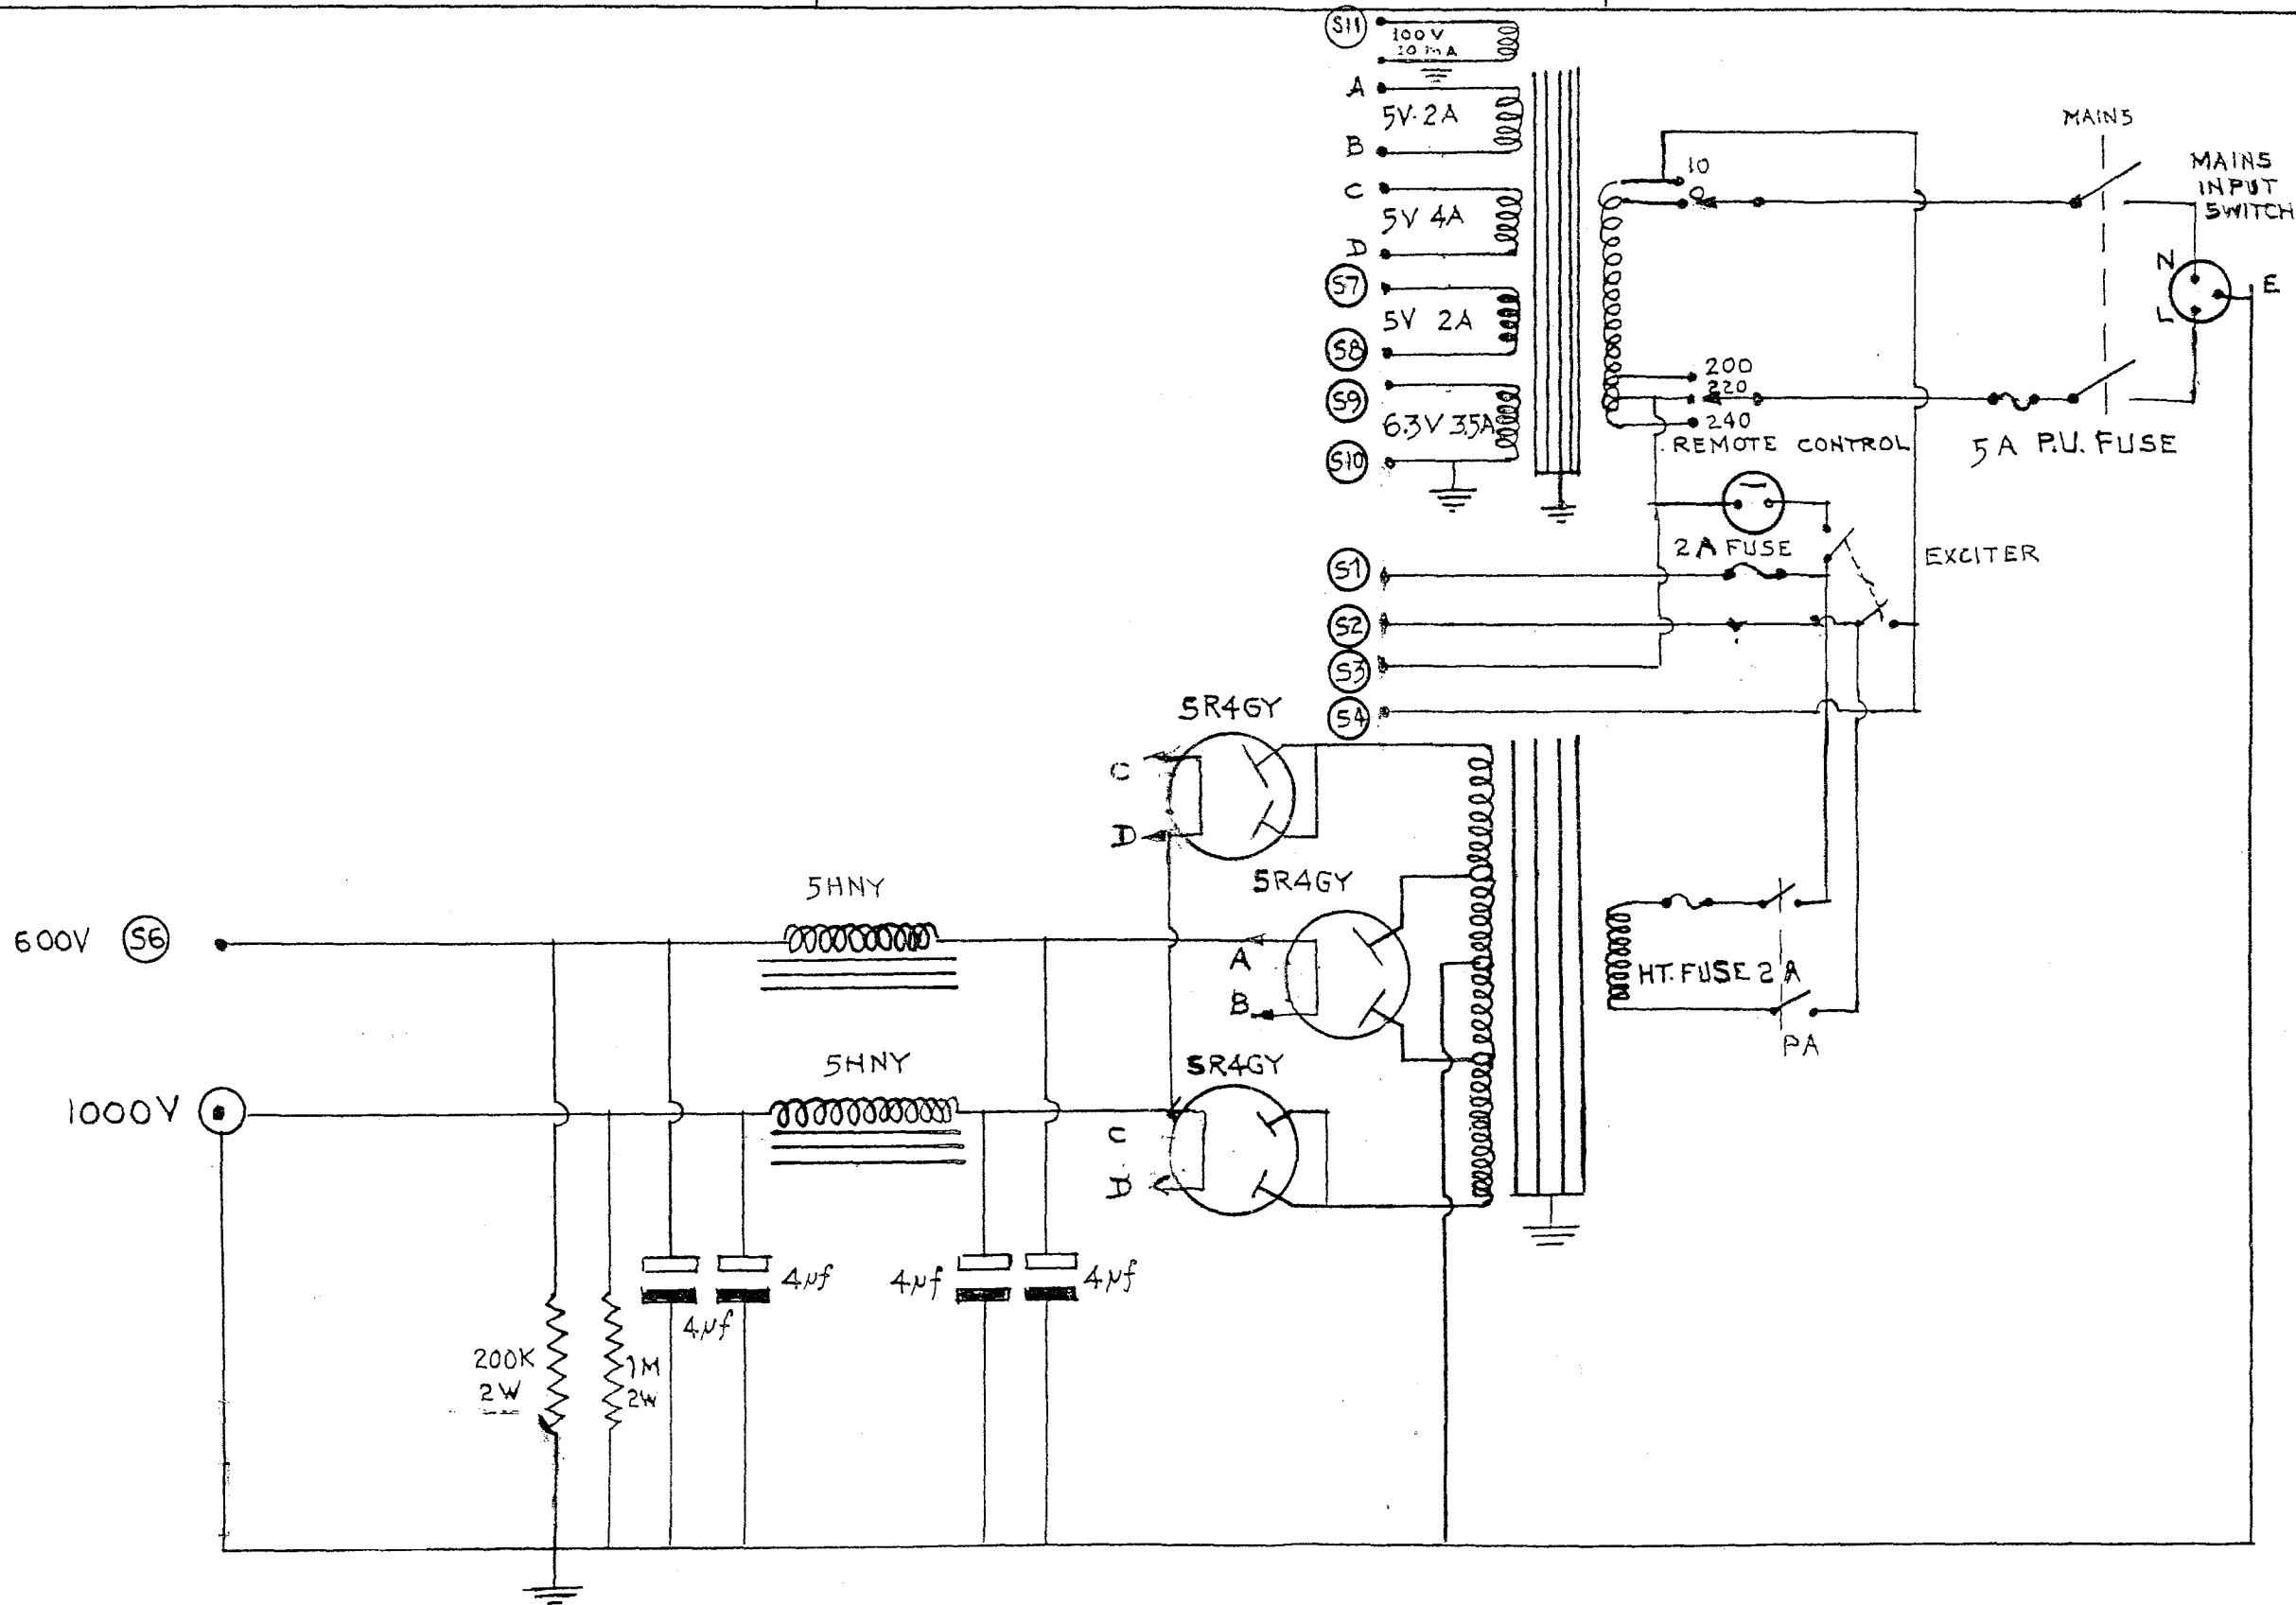 S11
100V
10 mA
A
5V·2A
B
C
5V 4A
D
S7
5V 2A
S8
S9
6.3V 3.5A
S10
10
0
MAINS
MAINS
INPUT
SWITCH
N
L
E
200
220
240
REMOTE CONTROL
5A P.U. FUSE
2A FUSE
EXCITER
S1
S2
S3
S4
5R4GY
C
D
5R4GY
A
B
5R4GY
C
D
HT. FUSE 2A
PA
600V S6
5HNY
1000V
5HNY
4µf
4µf
4µf
4µf
200K
2W
1M
2W